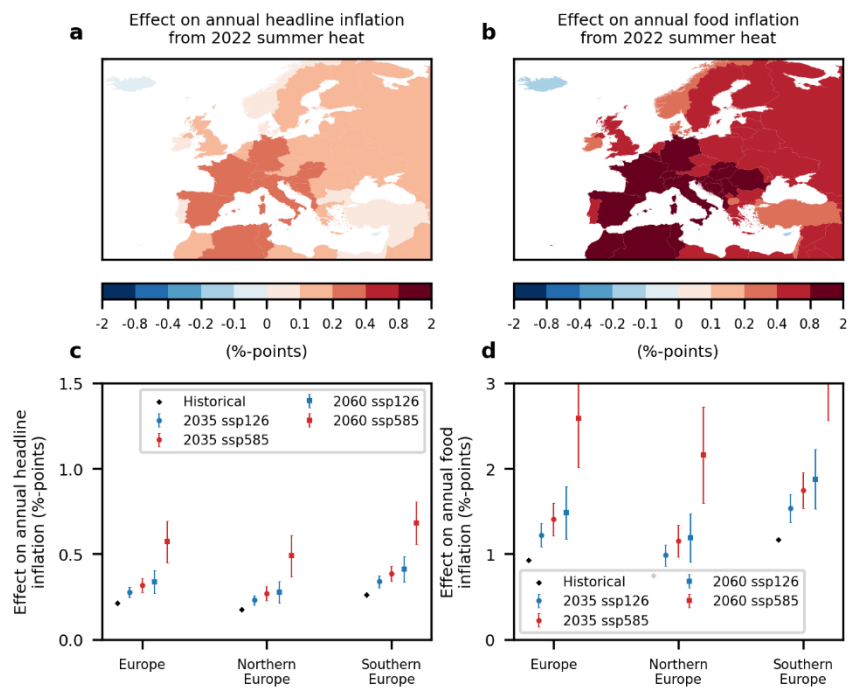 a
Effect on annual headline inflation
from 2022 summer heat
b
Effect on annual food inflation
from 2022 summer heat
-2 -0.8 -0.4 -0.2 -0.1 0 0.1 0.2 0.4 0.8 2
(%-points)
-2 -0.8 -0.4 -0.2 -0.1 0 0.1 0.2 0.4 0.8 2
(%-points)
c
Effect on annual headline
inflation (%-points)
1.5
1.0
0.5
0.0
Historical
2035 ssp126
2035 ssp585
2060 ssp126
2060 ssp585
Europe
Northern
Europe
Southern
Europe
d
Effect on annual food
inflation (%-points)
3
2
1
0
Historical
2035 ssp126
2035 ssp585
2060 ssp126
2060 ssp585
Europe
Northern
Europe
Southern
Europe